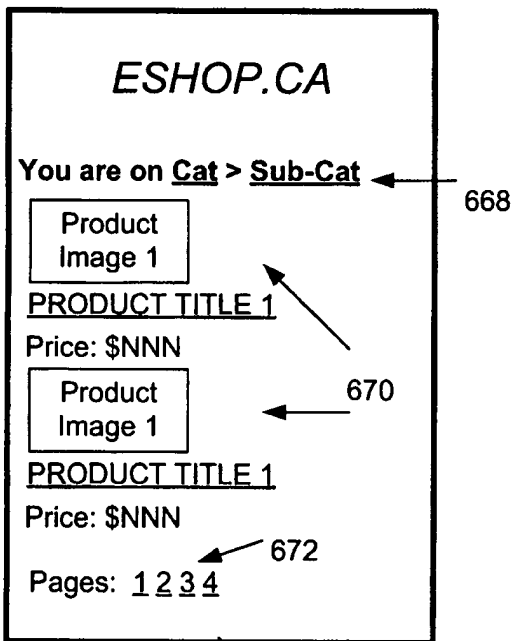 ESHOP.CA
You are on Cat > Sub-Cat
668
Product
Image 1
PRODUCT TITLE 1
Price: $NNN
670
Product
Image 1
PRODUCT TITLE 1
Price: $NNN
672
Pages: 1 2 3 4